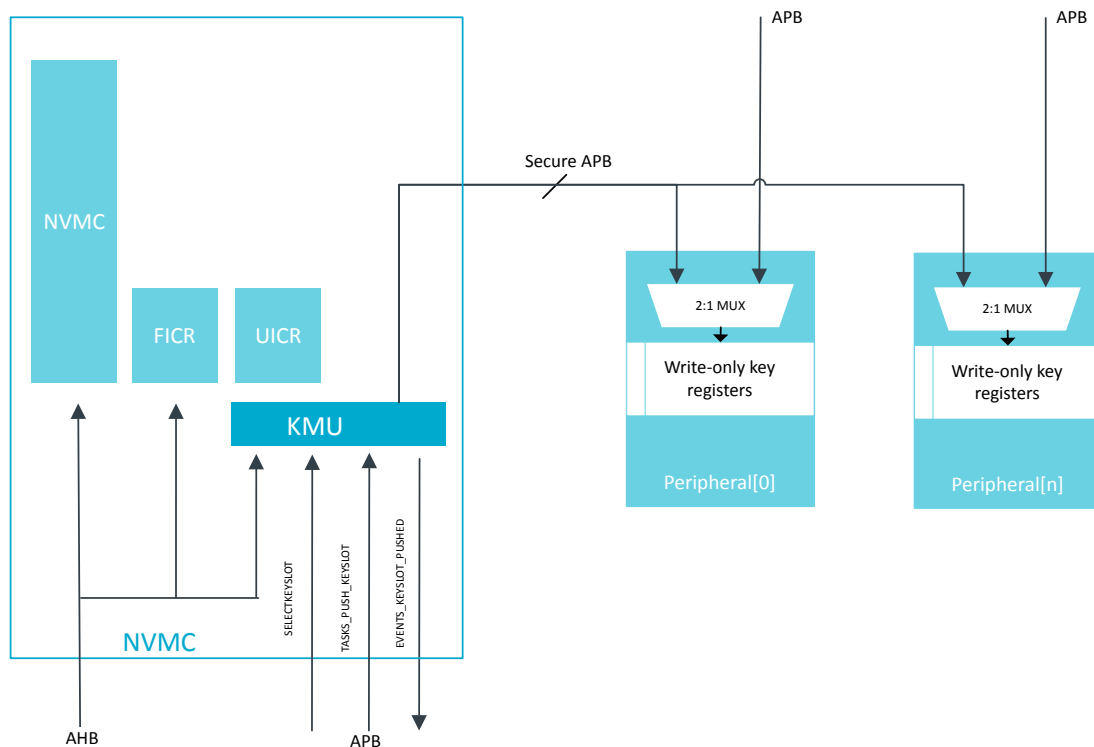 APB
APB
Secure APB
NVMC
FICR
UICR
KMU
2:1 MUX
Write-only key
registers
Peripheral[0]
2:1 MUX
Write-only key
registers
Peripheral[n]
SELECTKEYSLOT
TASKS_PUSH_KEYSLOT
EVENTS_KEYSLOT_PUSHED
NVMC
AHB
APB